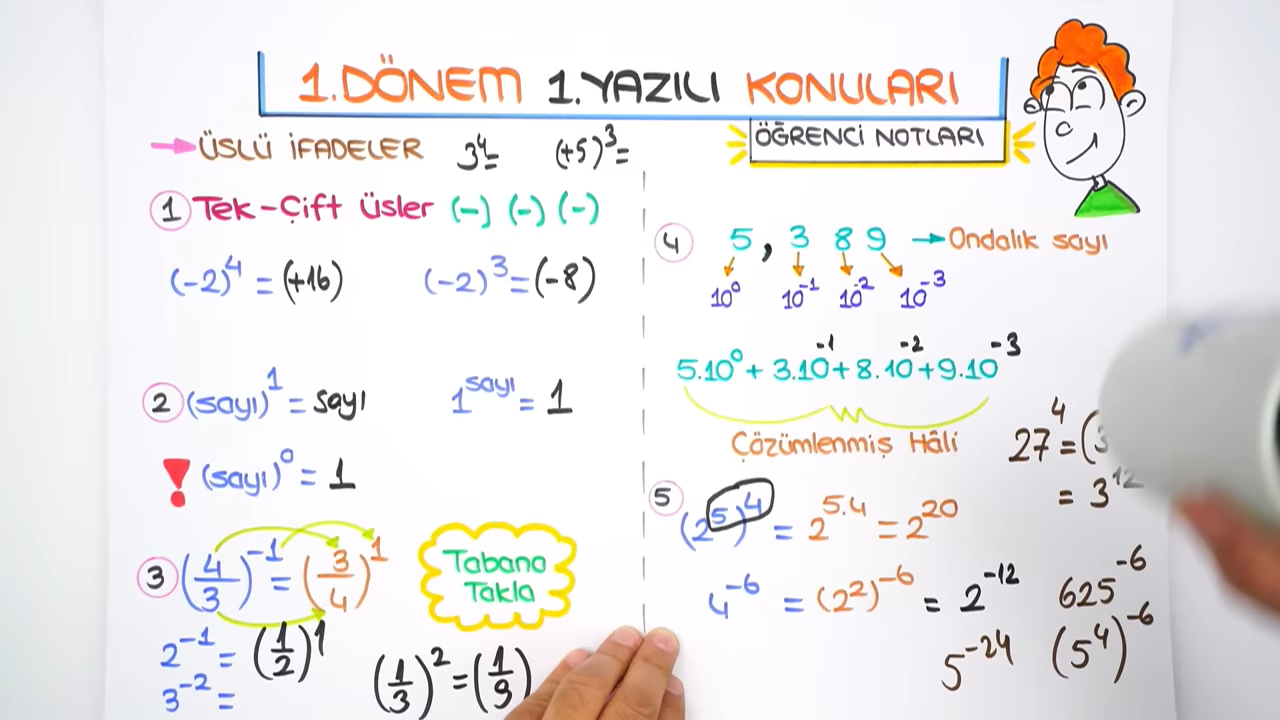 1.DÖNEM 1.YAZILI KONULARI
ÖĞRENCİ NOTLARI
ÜSLÜ İFADELER 3⁴= (+5)³=
1 Tek-Çift üsler (-) (-) (-)
(-2)⁴ = (+16) (-2)³ = (-8)
2 (sayı)¹ = sayı 1^sayı = 1
! (sayı)⁰ = 1
3 (4/3)⁻¹ = (3/4)¹
Tabana
Takla
2⁻¹ = (1/2)¹
3⁻² = (1/3)² = (1/9)
4 5,389 → Ondalık sayı
10⁰ 10⁻¹ 10⁻² 10⁻³
5.10⁰ + 3.10⁻¹ + 8.10⁻² + 9.10⁻³
Çözümlenmiş Hâli
27⁴ = (3
= 3¹²
5 (2⁵)⁴ = 2^5.4 = 2²⁰
4⁻⁶ = (2²)⁻⁶ = 2⁻¹² 625⁻⁶
5⁻²⁴ (5⁴)⁻⁶